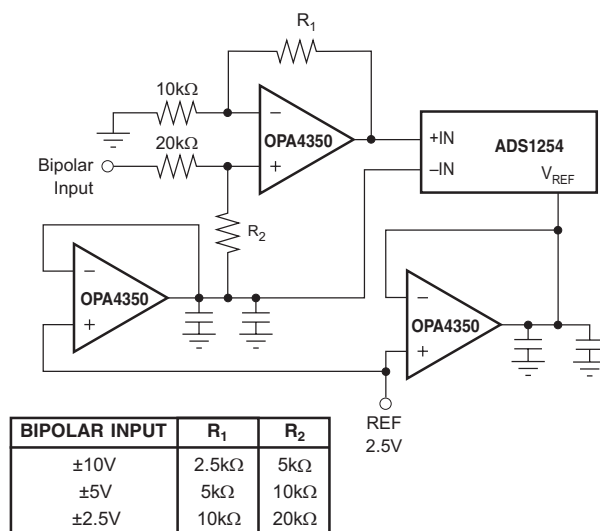 R1
10kΩ
20kΩ
–
+
OPA4350
Bipolar
Input
+IN
–IN
ADS1254
VREF
R2
–
+
OPA4350
–
+
OPA4350
REF
2.5V
BIPOLAR INPUT R1 R2
±10V 2.5kΩ 5kΩ
±5V 5kΩ 10kΩ
±2.5V 10kΩ 20kΩ